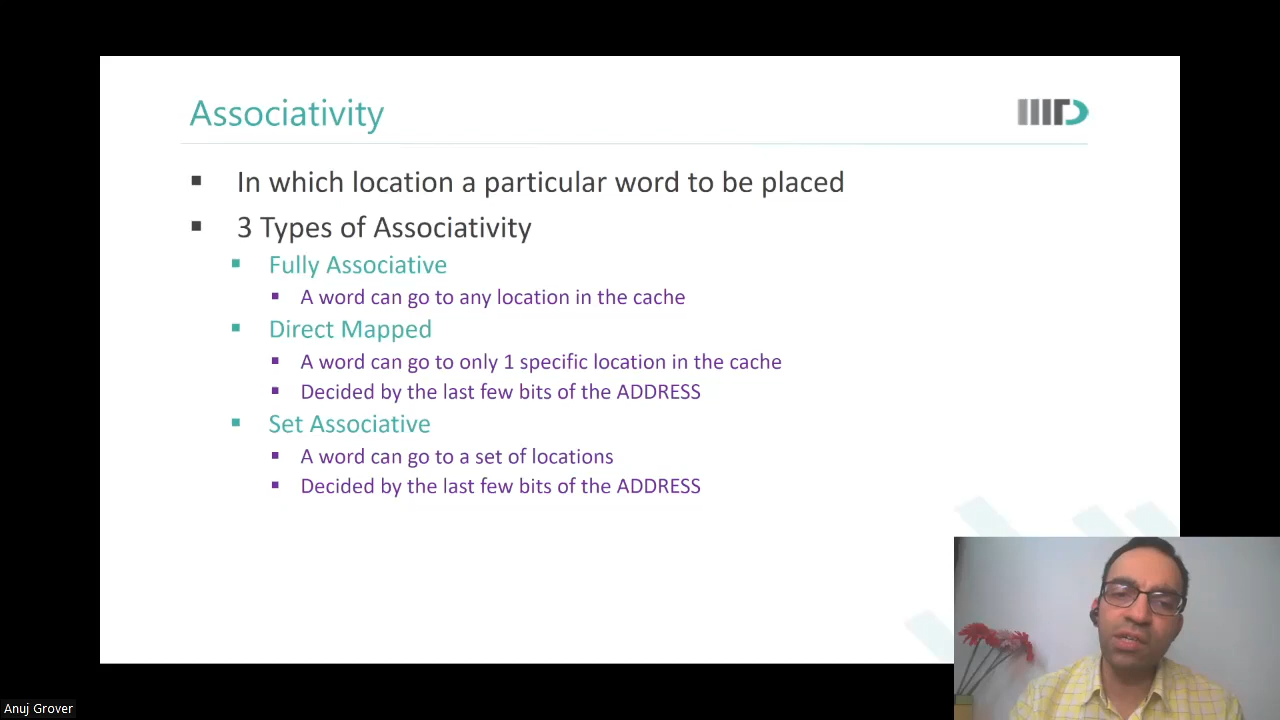 Associativity
IIITD
In which location a particular word to be placed
3 Types of Associativity
Fully Associative
A word can go to any location in the cache
Direct Mapped
A word can go to only 1 specific location in the cache
Decided by the last few bits of the ADDRESS
Set Associative
A word can go to a set of locations
Decided by the last few bits of the ADDRESS
Anuj Grover